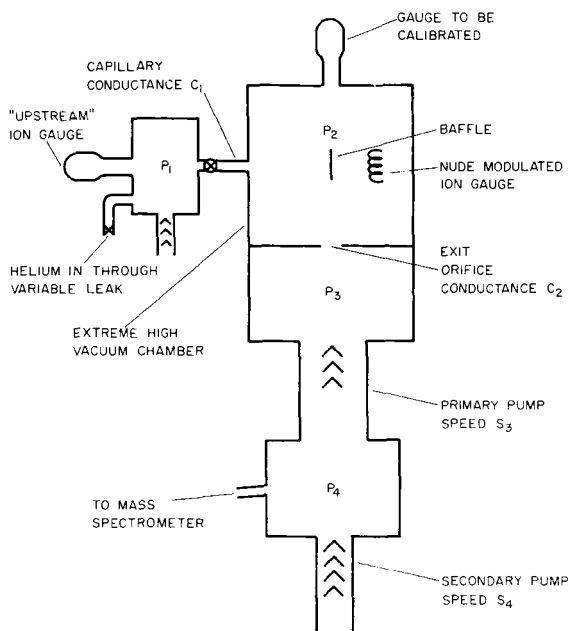 GAUGE TO BE
CALIBRATED
CAPILLARY
CONDUCTANCE C₁
"UPSTREAM"
ION GAUGE
P₁
P₂
BAFFLE
NUDE MODULATED
ION GAUGE
HELIUM IN THROUGH
VARIABLE LEAK
EXIT
ORIFICE
CONDUCTANCE C₂
P₃
EXTREME HIGH
VACUUM CHAMBER
PRIMARY PUMP
SPEED S₃
P₄
TO MASS
SPECTROMETER
SECONDARY PUMP
SPEED S₄